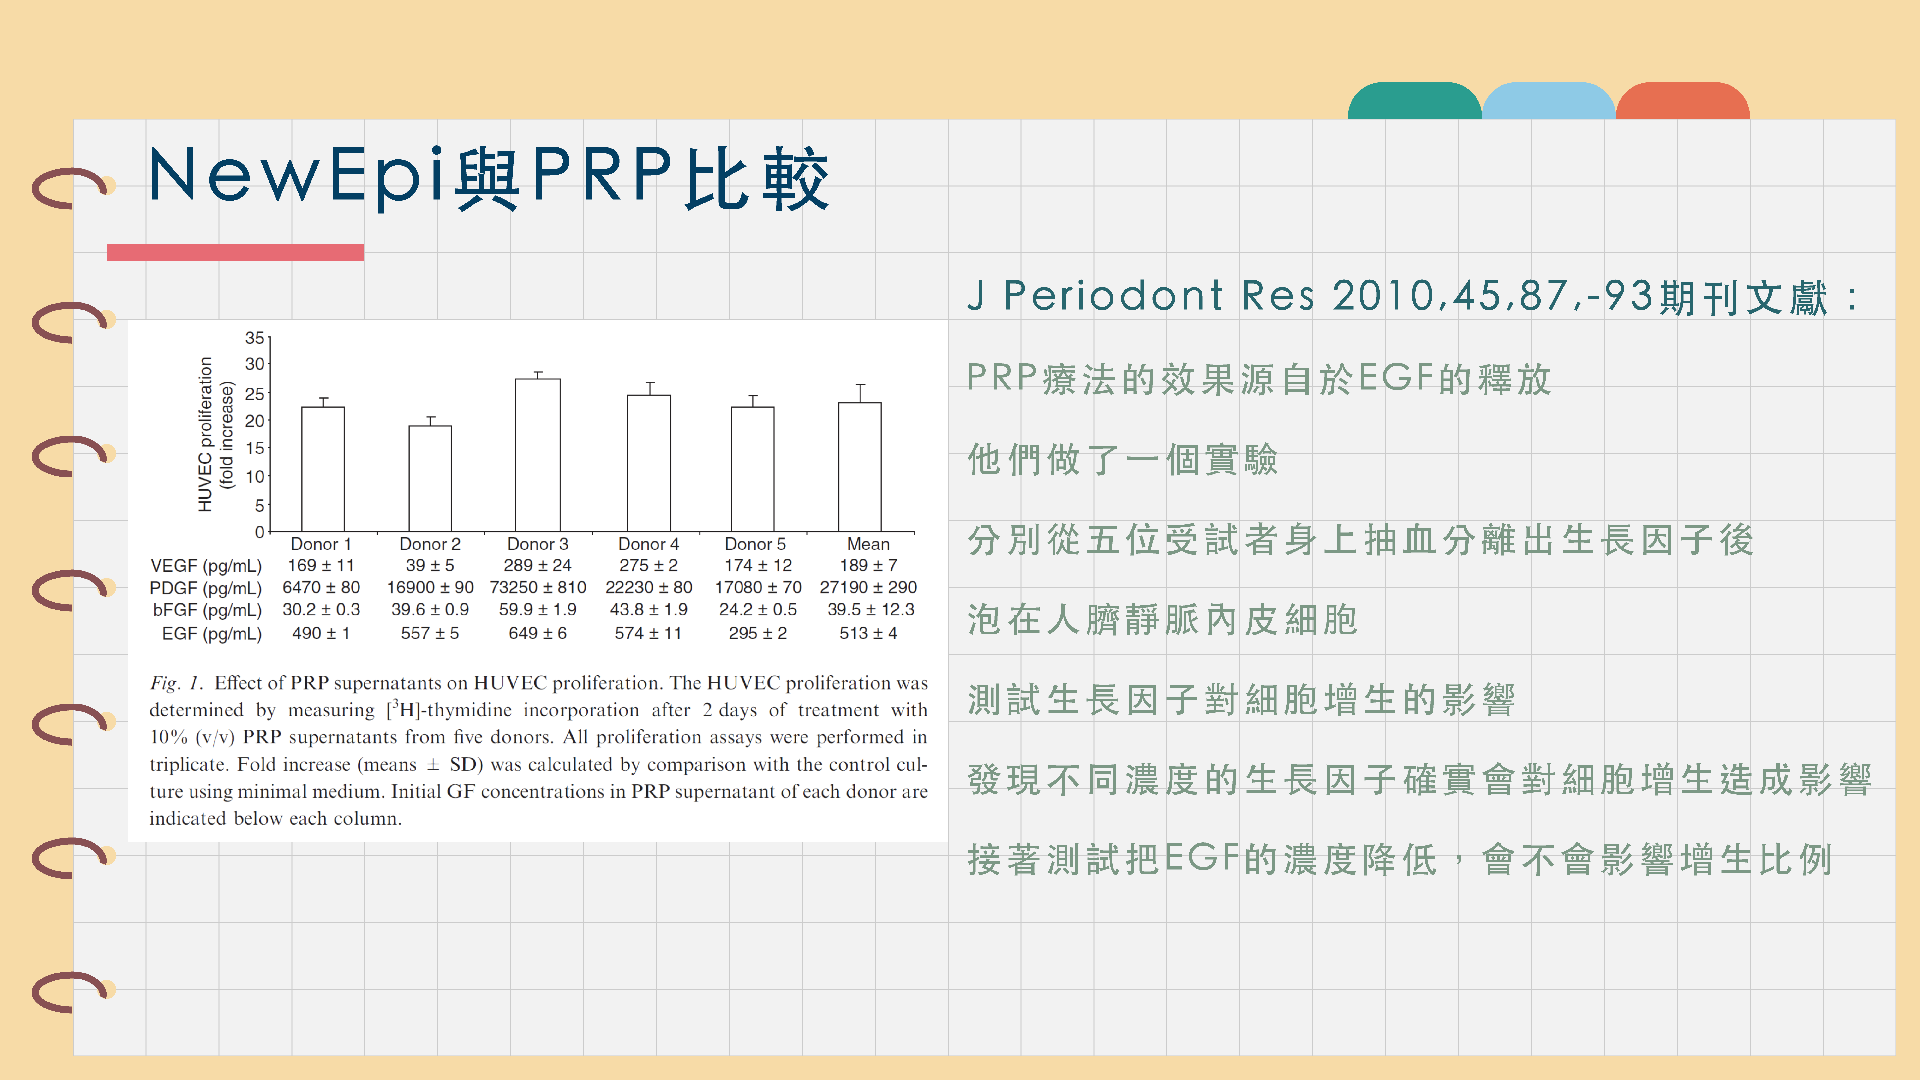 NewEpi與PRP比較
J Periodont Res 2010,45,87,-93期刊文獻：
PRP療法的效果源自於EGF的釋放
他們做了一個實驗
分別從五位受試者身上抽血分離出生長因子後
泡在人臍靜脈內皮細胞
測試生長因子對細胞增生的影響
發現不同濃度的生長因子確實會對細胞增生造成影響
接著測試把EGF的濃度降低，會不會影響增生比例
HUVEC proliferation
(fold increase)
35
30
25
20
15
10
5
0
Donor 1 Donor 2 Donor 3 Donor 4 Donor 5 Mean
VEGF (pg/mL) 169 ± 11 39 ± 5 289 ± 24 275 ± 2 174 ± 12 189 ± 7
PDGF (pg/mL) 6470 ± 80 16900 ± 90 73250 ± 810 22230 ± 80 17080 ± 70 27190 ± 290
bFGF (pg/mL) 30.2 ± 0.3 39.6 ± 0.9 59.9 ± 1.9 43.8 ± 1.9 24.2 ± 0.5 39.5 ± 12.3
EGF (pg/mL) 490 ± 1 557 ± 5 649 ± 6 574 ± 11 295 ± 2 513 ± 4
Fig. 1. Effect of PRP supernatants on HUVEC proliferation. The HUVEC proliferation was
determined by measuring [³H]-thymidine incorporation after 2 days of treatment with
10% (v/v) PRP supernatants from five donors. All proliferation assays were performed in
triplicate. Fold increase (means ± SD) was calculated by comparison with the control cul-
ture using minimal medium. Initial GF concentrations in PRP supernatant of each donor are
indicated below each column.